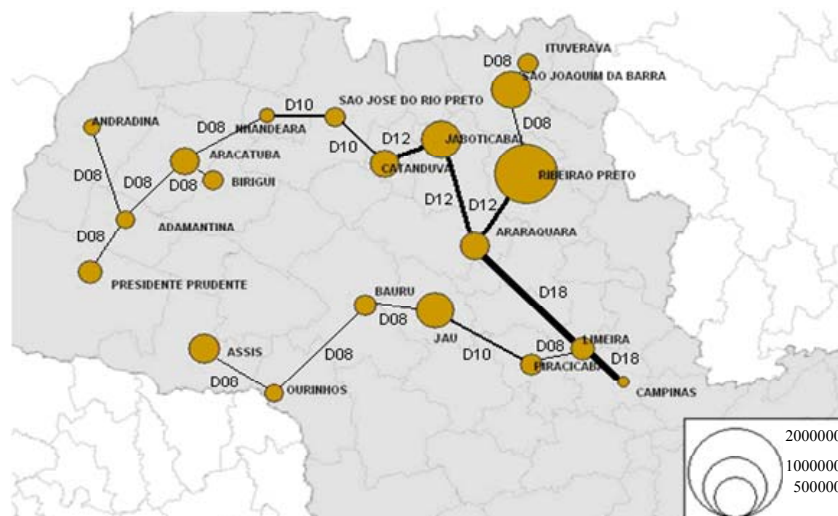 ITUVERAVA
D08
SAO JOAQUIM DA BARRA
D10
SAO JOSE DO RIO PRETO
ANDRADINA
NHANDEARA
D08
D08
D12
JABOTICABAL
D10
ARACATUBA
CATANDUVA
D08
D08
BIRIGUI
RIBEIRAO PRETO
D08
D12
D12
ADAMANTINA
ARARAQUARA
D08
PRESIDENTE PRUDENTE
BAURU
D18
D08
JAU
LIMEIRA
D08
ASSIS
D08
D10
D18
PIRACICABA
D08
OURINHOS
CAMPINAS
2000000
1000000
500000